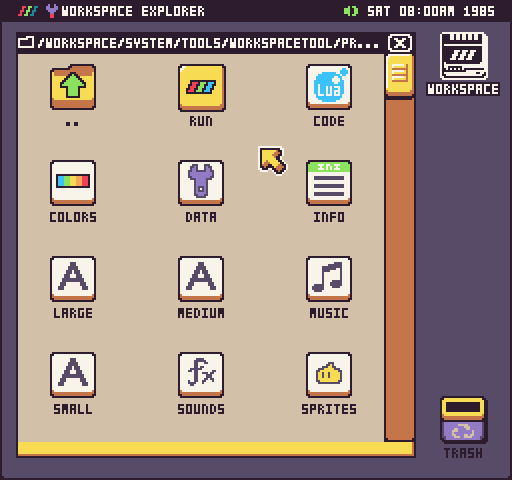 WORKSPACE EXPLORER
SAT 08:00AM 1985
/WORKSPACE/SYSTEM/TOOLS/WORKSPACETOOL/PR...
WORKSPACE
..
RUN
Lua
CODE
COLORS
DATA
INI
INFO
A
LARGE
A
MEDIUM
MUSIC
A
SMALL
fx
SOUNDS
SPRITES
TRASH